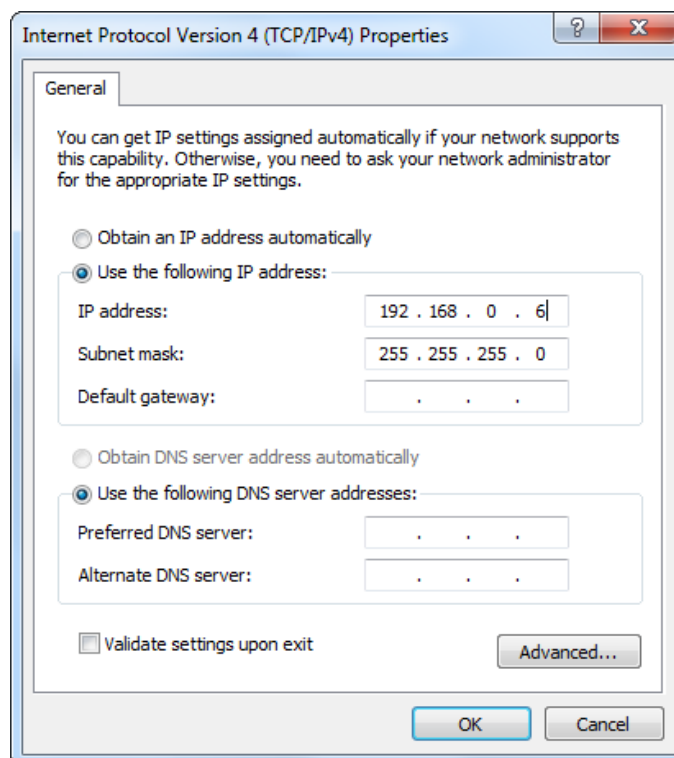 Internet Protocol Version 4 (TCP/IPv4) Properties
General
You can get IP settings assigned automatically if your network supports
this capability. Otherwise, you need to ask your network administrator
for the appropriate IP settings.
Obtain an IP address automatically
Use the following IP address:
IP address: 192 . 168 . 0 . 6
Subnet mask: 255 . 255 . 255 . 0
Default gateway: . . .
Obtain DNS server address automatically
Use the following DNS server addresses:
Preferred DNS server: . . .
Alternate DNS server: . . .
Validate settings upon exit
Advanced...
OK Cancel